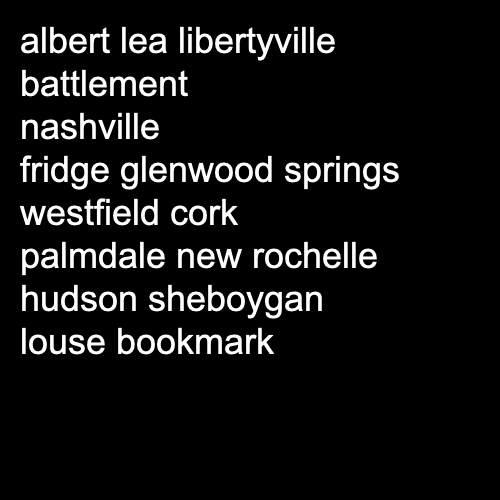 albert lea libertyville
battlement
nashville
fridge glenwood springs
westfield cork
palmdale new rochelle
hudson sheboygan
louse bookmark